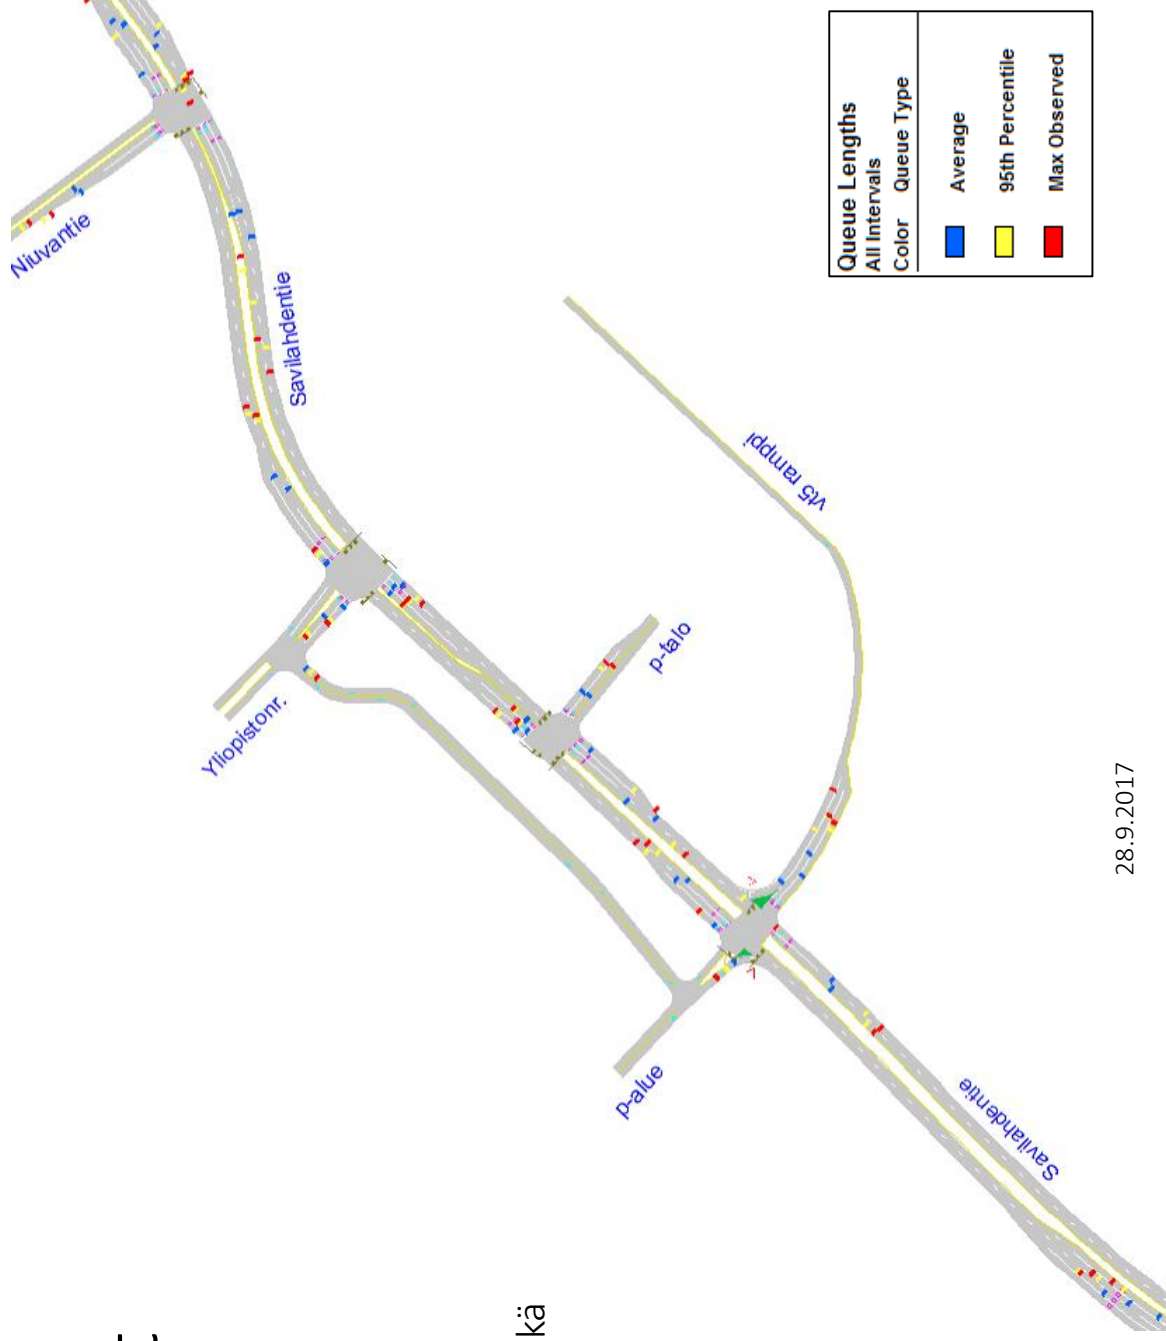 Niuvantie
Savilahdentie
Queue Lengths
All Intervals
Color Queue Type
Average
95th Percentile
Max Observed
vt5 ramppi
p-talo
Yliopistonr.
p-alue
Savilahdentie
28.9.2017
kä